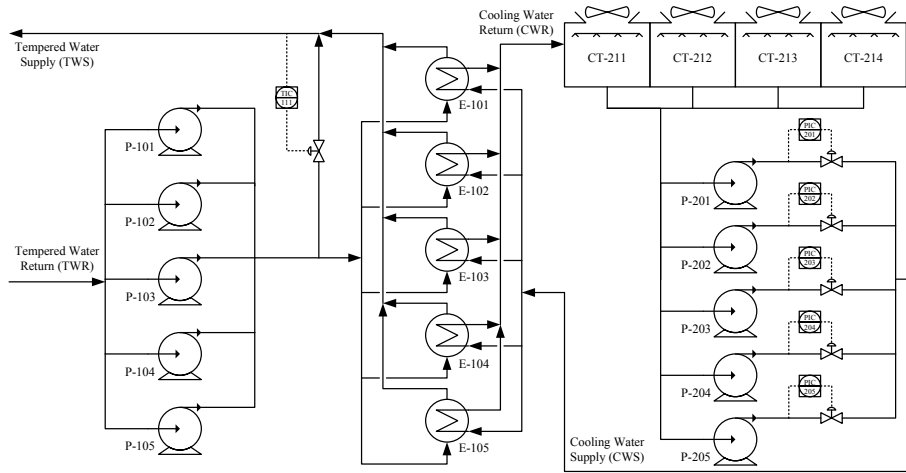 Tempered Water
Supply (TWS)
Cooling Water
Return (CWR)
CT-211
CT-212
CT-213
CT-214
TIC
111
E-101
E-102
E-103
E-104
E-105
P-101
P-102
P-103
P-104
P-105
Tempered Water
Return (TWR)
PIC
201
P-201
PIC
202
P-202
PIC
203
P-203
PIC
204
P-204
PIC
205
P-205
Cooling Water
Supply (CWS)